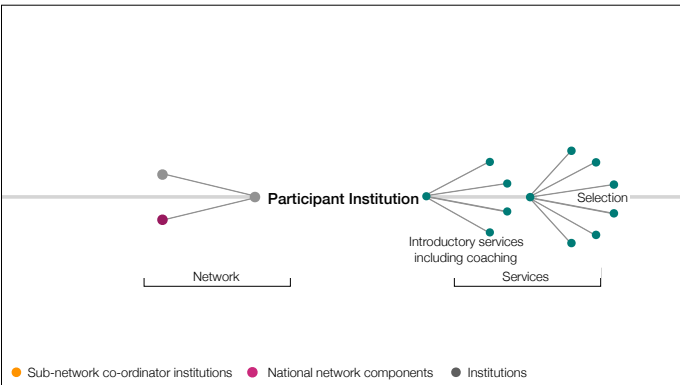 Participant Institution
Selection
Introductory services
including coaching
Network
Services
Sub-network co-ordinator institutions
National network components
Institutions